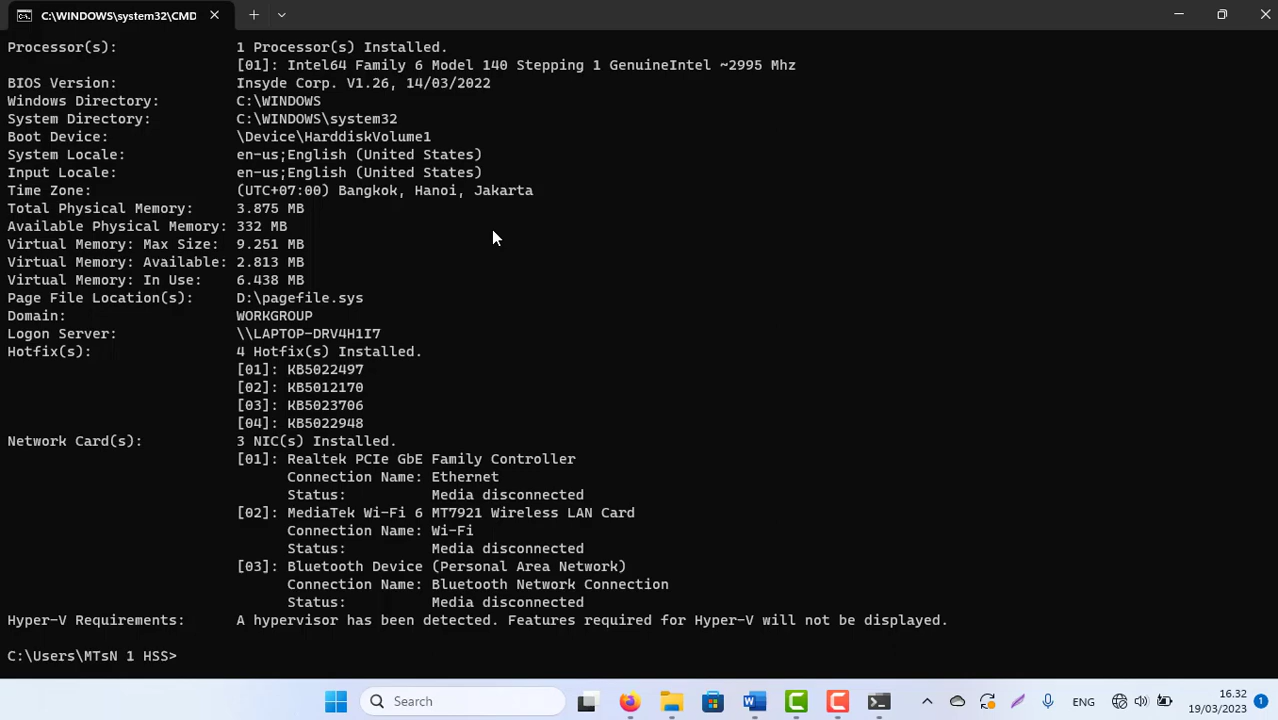 C:\WINDOWS\system32\CMD
Processor(s): 1 Processor(s) Installed.
[01]: Intel64 Family 6 Model 140 Stepping 1 GenuineIntel ~2995 Mhz
BIOS Version: Insyde Corp. V1.26, 14/03/2022
Windows Directory: C:\WINDOWS
System Directory: C:\WINDOWS\system32
Boot Device: \Device\HarddiskVolume1
System Locale: en-us;English (United States)
Input Locale: en-us;English (United States)
Time Zone: (UTC+07:00) Bangkok, Hanoi, Jakarta
Total Physical Memory: 3.875 MB
Available Physical Memory: 332 MB
Virtual Memory: Max Size: 9.251 MB
Virtual Memory: Available: 2.813 MB
Virtual Memory: In Use: 6.438 MB
Page File Location(s): D:\pagefile.sys
Domain: WORKGROUP
Logon Server: \\LAPTOP-DRV4H1I7
Hotfix(s): 4 Hotfix(s) Installed.
[01]: KB5022497
[02]: KB5012170
[03]: KB5023706
[04]: KB5022948
Network Card(s): 3 NIC(s) Installed.
[01]: Realtek PCIe GbE Family Controller
Connection Name: Ethernet
Status: Media disconnected
[02]: MediaTek Wi-Fi 6 MT7921 Wireless LAN Card
Connection Name: Wi-Fi
Status: Media disconnected
[03]: Bluetooth Device (Personal Area Network)
Connection Name: Bluetooth Network Connection
Status: Media disconnected
Hyper-V Requirements: A hypervisor has been detected. Features required for Hyper-V will not be displayed.
C:\Users\MTsN 1 HSS>
Search
ENG
16.32
19/03/2023
1